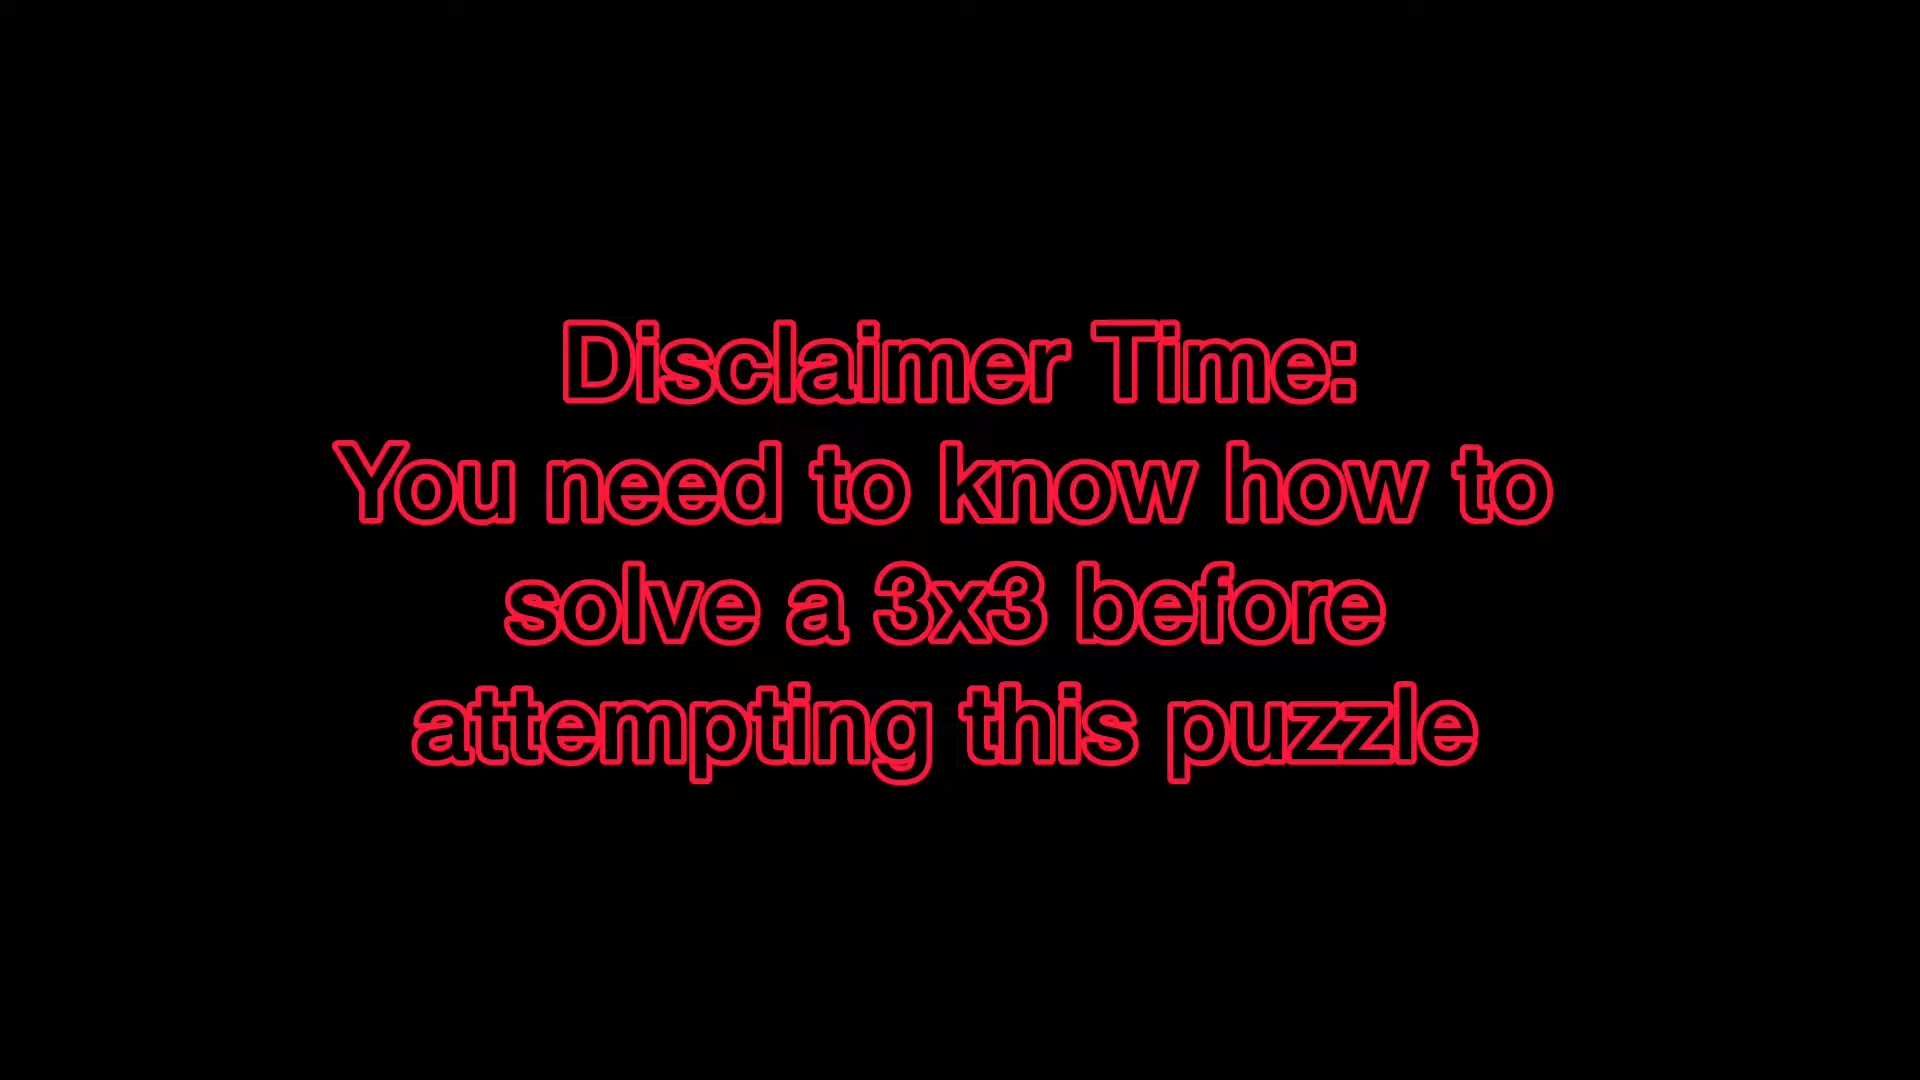 Disclaimer Time:
You need to know how to
solve a 3x3 before
attempting this puzzle